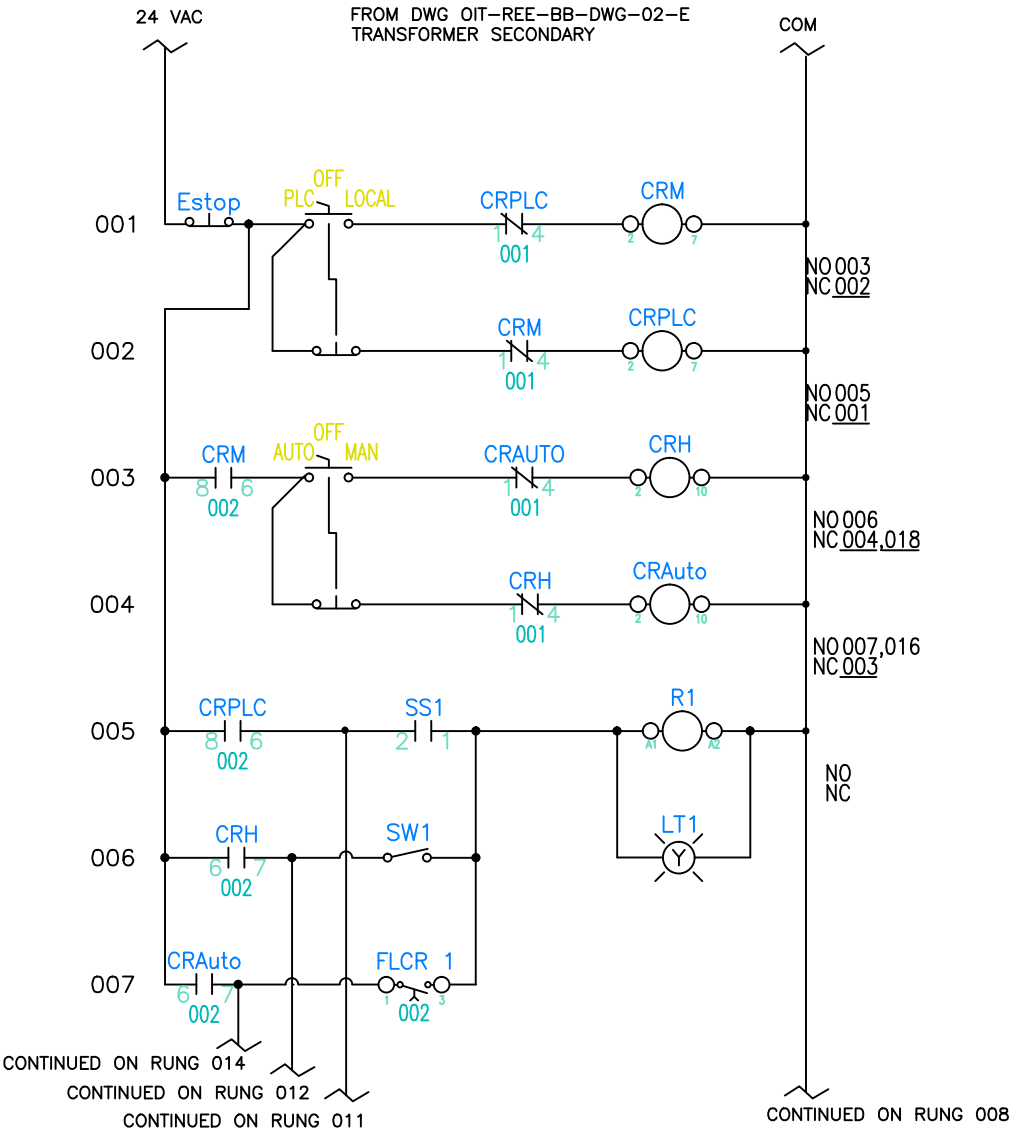 24 VAC
FROM DWG OIT-REE-BB-DWG-02-E
TRANSFORMER SECONDARY
COM
OFF
PLC LOCAL
Estop
CRPLC
CRM
001
1 4
2 7
001
NO 003
NC 002
CRM
CRPLC
002
1 4
2 7
001
NO 005
NC 001
OFF
AUTO MAN
CRM
CRAUTO
CRH
003
8 6
1 4
2 10
002
001
NO 006
NC 004,018
CRH
CRAuto
004
1 4
2 10
001
NO 007,016
NC 003
CRPLC
SS1
R1
005
8 6
2 1
A1 A2
002
NO
NC
CRH
SW1
LT1
006
6 7
Y
002
CRAuto
FLCR 1
007
6 7
1 3
002
002
CONTINUED ON RUNG 014
CONTINUED ON RUNG 012
CONTINUED ON RUNG 011
CONTINUED ON RUNG 008